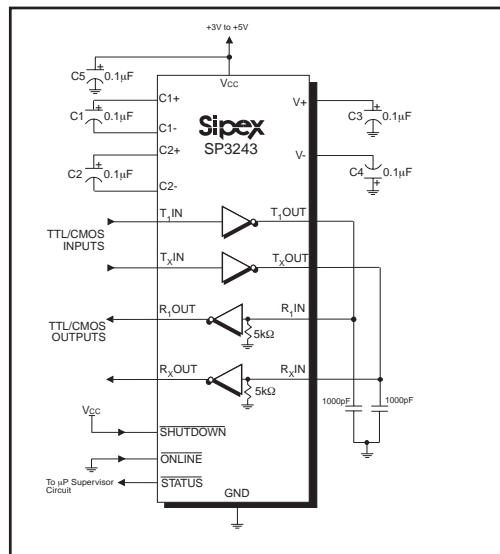 +3V to +5V
VCC
C5
+
0.1µF
C1
+
0.1µF
C2
+
0.1µF
C1+
C1-
C2+
C2-
Sipex
SP3243
V+
V-
C3
+
0.1µF
C4
+
0.1µF
TTL/CMOS
INPUTS
T1IN
T1OUT
TXIN
TXOUT
TTL/CMOS
OUTPUTS
R1OUT
R1IN
5kΩ
RXOUT
RXIN
5kΩ
1000pF
1000pF
VCC
SHUTDOWN
ONLINE
To µP Supervisor
Circuit
STATUS
GND